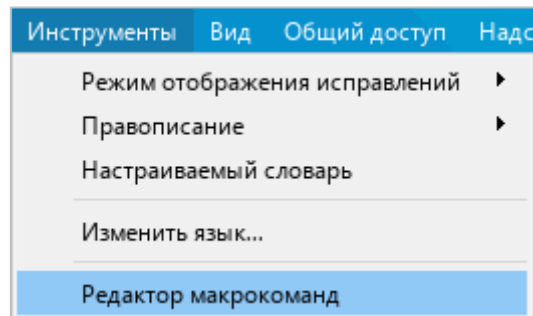 Инструменты Вид Общий доступ
Режим отображения исправлений
Правописание
Настраиваемый словарь
Изменить язык...
Редактор макрокоманд